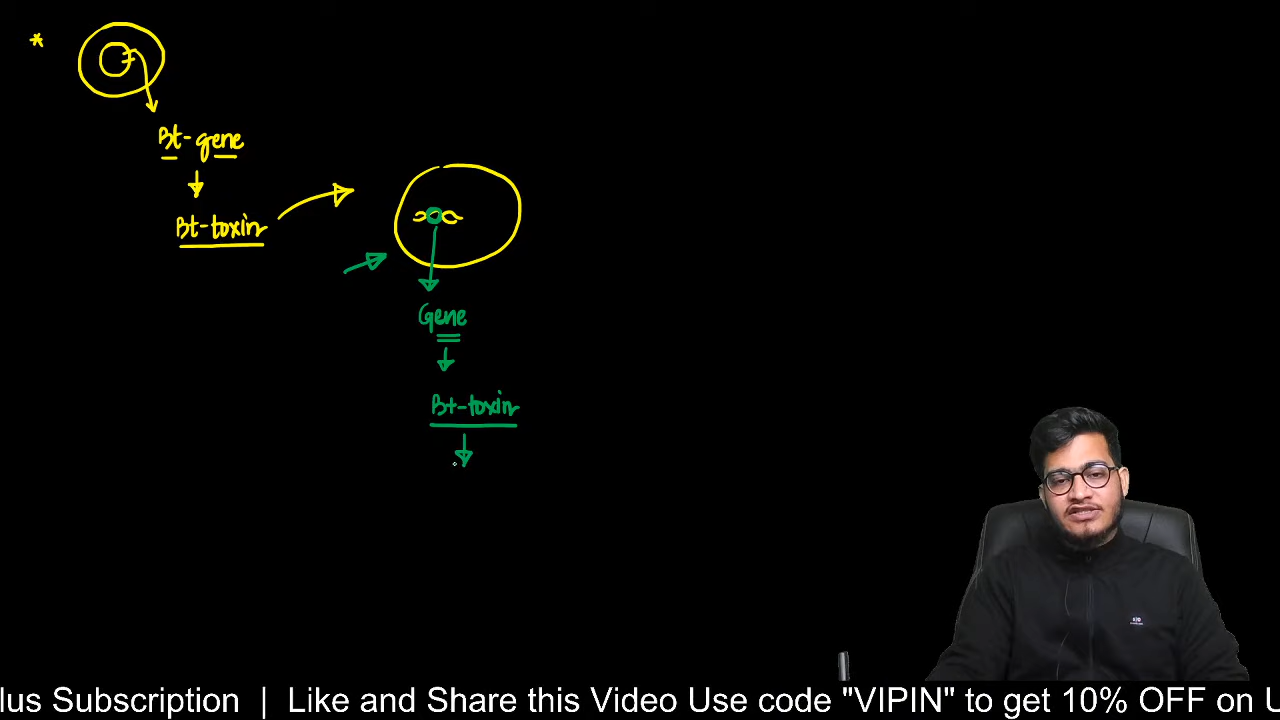 *
Bt-gene
Bt-toxin
Gene
Bt-toxin
lus Subscription | Like and Share this Video Use code "VIPIN" to get 10% OFF on U